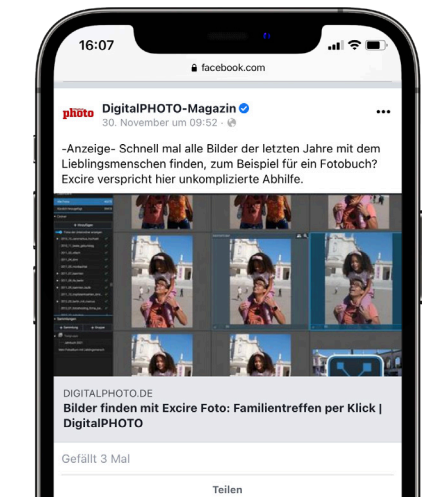 16:07
facebook.com
photo
DigitalPHOTO-Magazin
30. November um 09:52 ·
-Anzeige- Schnell mal alle Bilder der letzten Jahre mit dem
Lieblingsmenschen finden, zum Beispiel für ein Fotobuch?
Excire verspricht hier unkomplizierte Abhilfe.
DIGITALPHOTO.DE
Bilder finden mit Excire Foto: Familientreffen per Klick |
DigitalPHOTO
Gefällt 3 Mal
Teilen